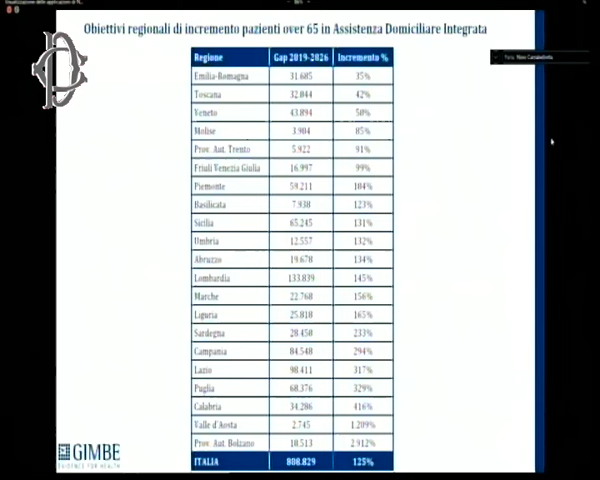 Obiettivi regionali di incremento pazienti over 65 in Assistenza Domiciliare Integrata
Regione Gap 2019-2026 Incremento %
Emilia-Romagna 31.685 35%
Toscana 32.844 42%
Veneto 43.894 50%
Molise 3.904 85%
Prov. Aut. Trento 5.922 91%
Friuli Venezia Giulia 16.997 99%
Piemonte 59.211 104%
Basilicata 7.938 123%
Sicilia 65.245 131%
Umbria 12.557 132%
Abruzzo 19.678 134%
Lombardia 133.839 145%
Marche 22.768 156%
Liguria 25.818 165%
Sardegna 28.450 233%
Campania 84.548 294%
Lazio 98.411 317%
Puglia 68.376 329%
Calabria 34.286 416%
Valle d'Aosta 2.745 1.209%
Prov. Aut. Bolzano 10.513 2.912%
ITALIA 808.829 125%
GIMBE
EVIDENCE FOR HEALTH